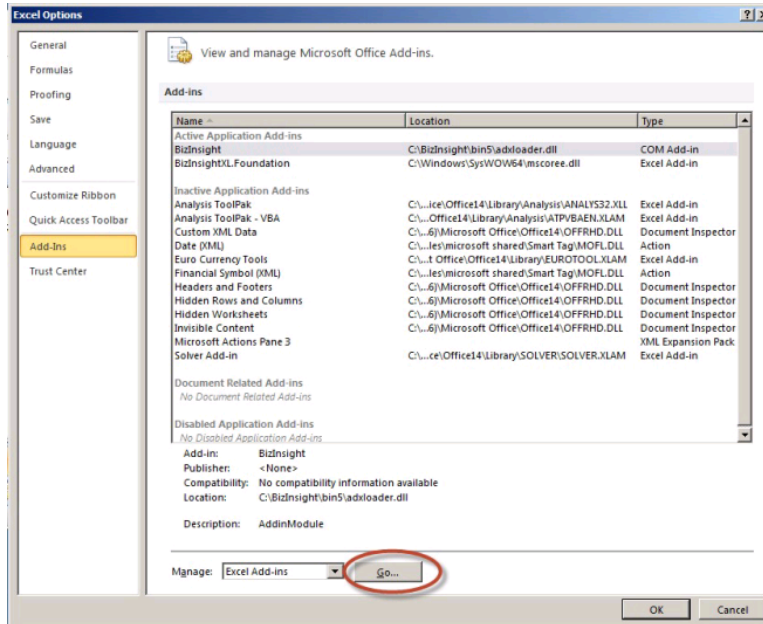 Excel Options
General
Formulas
Proofing
Save
Language
Advanced
Customize Ribbon
Quick Access Toolbar
Add-Ins
Trust Center
View and manage Microsoft Office Add-ins.
Add-ins
Name Location Type
Active Application Add-ins
BizInsight C:\BizInsight\bin5\adxloader.dll COM Add-in
BizInsightXL.Foundation C:\Windows\SysWOW64\mscoree.dll Excel Add-in
Inactive Application Add-ins
Analysis ToolPak C:\...ice\Office14\Library\Analysis\ANALYS32.XLL Excel Add-in
Analysis ToolPak - VBA C:\...Office14\Library\Analysis\ATPVBAEN.XLAM Excel Add-in
Custom XML Data C:\...6)\Microsoft Office\Office14\OFFRHD.DLL Document Inspector
Date (XML) C:\...les\microsoft shared\Smart Tag\MOFL.DLL Action
Euro Currency Tools C:\...t Office\Office14\Library\EUROTOOL.XLAM Excel Add-in
Financial Symbol (XML) C:\...les\microsoft shared\Smart Tag\MOFL.DLL Action
Headers and Footers C:\...6)\Microsoft Office\Office14\OFFRHD.DLL Document Inspector
Hidden Rows and Columns C:\...6)\Microsoft Office\Office14\OFFRHD.DLL Document Inspector
Hidden Worksheets C:\...6)\Microsoft Office\Office14\OFFRHD.DLL Document Inspector
Invisible Content C:\...6)\Microsoft Office\Office14\OFFRHD.DLL Document Inspector
Microsoft Actions Pane 3 XML Expansion Pack
Solver Add-in C:\...ce\Office14\Library\SOLVER\SOLVER.XLAM Excel Add-in
Document Related Add-ins
No Document Related Add-ins
Disabled Application Add-ins
No Disabled Application Add-ins
Add-in: BizInsight
Publisher: <None>
Compatibility: No compatibility information available
Location: C:\BizInsight\bin5\adxloader.dll
Description: AddinModule
Manage: Excel Add-ins Go...
OK Cancel